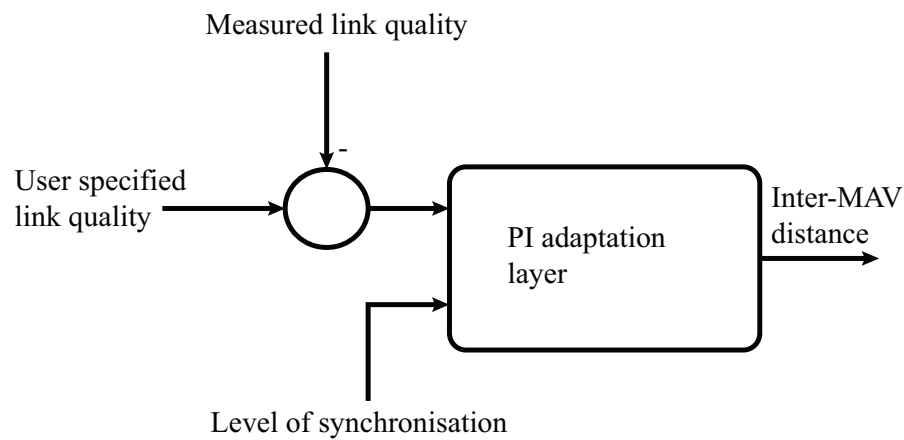 Measured link quality
-
User specified
link quality
PI adaptation
layer
Inter-MAV
distance
Level of synchronisation